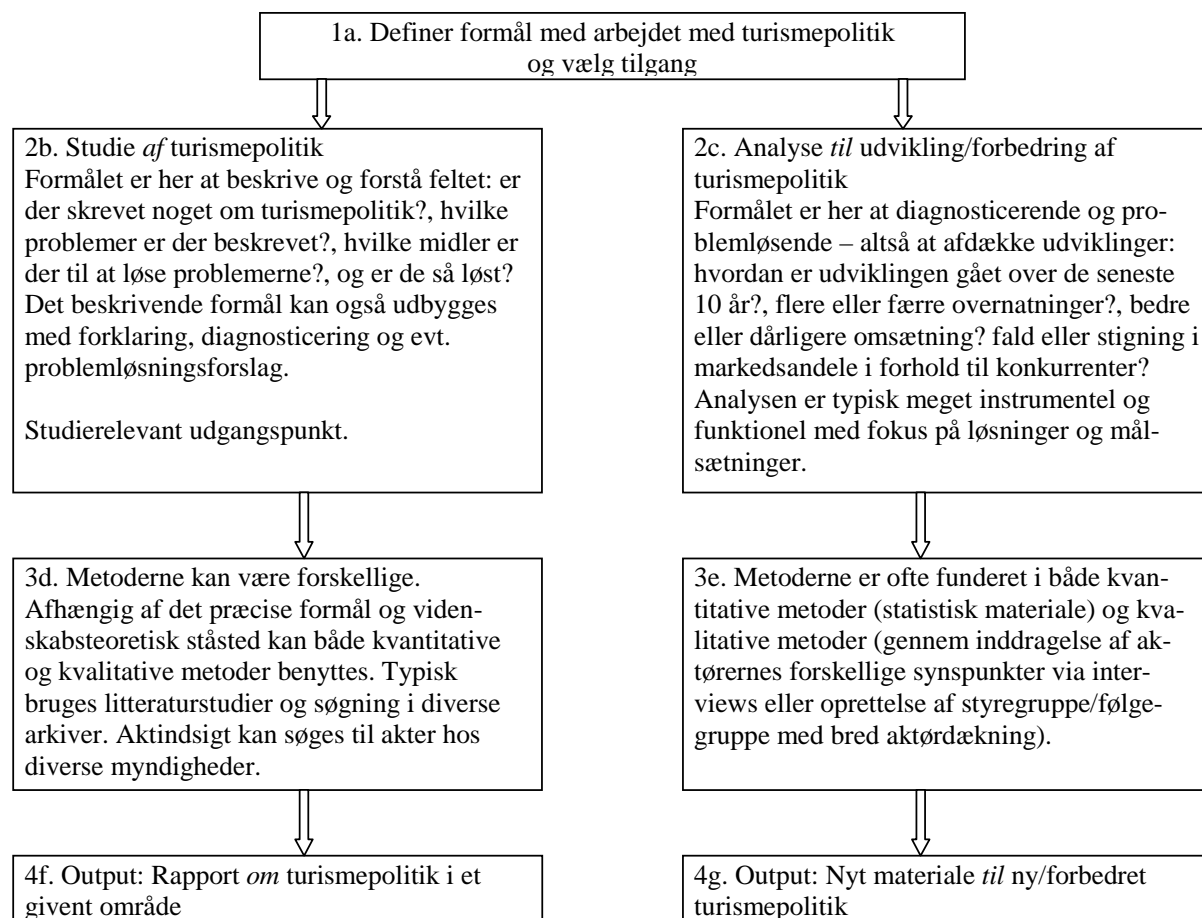 1a. Definer formål med arbejdet med turismepolitik
og vælg tilgang
2b. Studie af turismepolitik
Formålet er her at beskrive og forstå feltet: er
der skrevet noget om turismepolitik?, hvilke
problemer er der beskrevet?, hvilke midler er
der til at løse problemerne?, og er de så løst?
Det beskrivende formål kan også udbygges
med forklaring, diagnosticering og evt.
problemløsningsforslag.
Studierelevant udgangspunkt.
2c. Analyse til udvikling/forbedring af
turismepolitik
Formålet er her at diagnosticerende og pro-
blemløsende – altså at afdække udviklinger:
hvordan er udviklingen gået over de seneste
10 år?, flere eller færre overnatninger?, bedre
eller dårligere omsætning? fald eller stigning i
markedsandele i forhold til konkurrenter?
Analysen er typisk meget instrumentel og
funktionel med fokus på løsninger og mål-
sætninger.
3d. Metoderne kan være forskellige.
Afhængig af det præcise formål og viden-
skabsteoretisk ståsted kan både kvantitative
og kvalitative metoder benyttes. Typisk
bruges litteraturstudier og søgning i diverse
arkiver. Aktindsigt kan søges til akter hos
diverse myndigheder.
3e. Metoderne er ofte funderet i både kvan-
titative metoder (statistisk materiale) og kva-
litative metoder (gennem inddragelse af ak-
tørernes forskellige synspunkter via inter-
views eller oprettelse af styregruppe/følge-
gruppe med bred aktørdækning).
4f. Output: Rapport om turismepolitik i et
givent område
4g. Output: Nyt materiale til ny/forbedret
turismepolitik